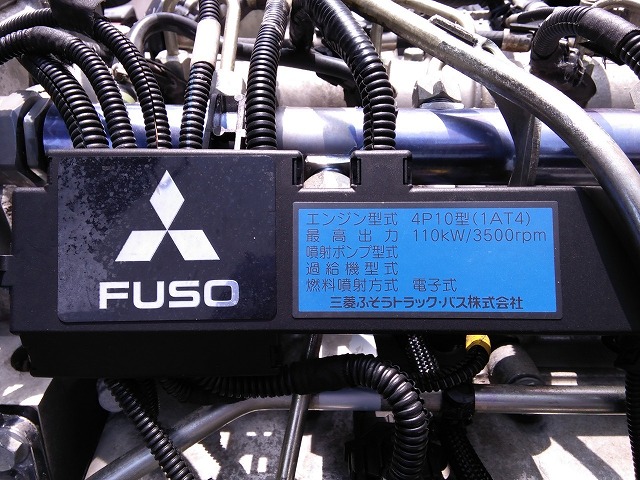 FUSO
エンジン型式 4P10型(1AT4)
最高出力 110kW/3500rpm
噴射ポンプ型式
過給機型式
燃料噴射方式 電子式
三菱ふそうトラック・バス株式会社